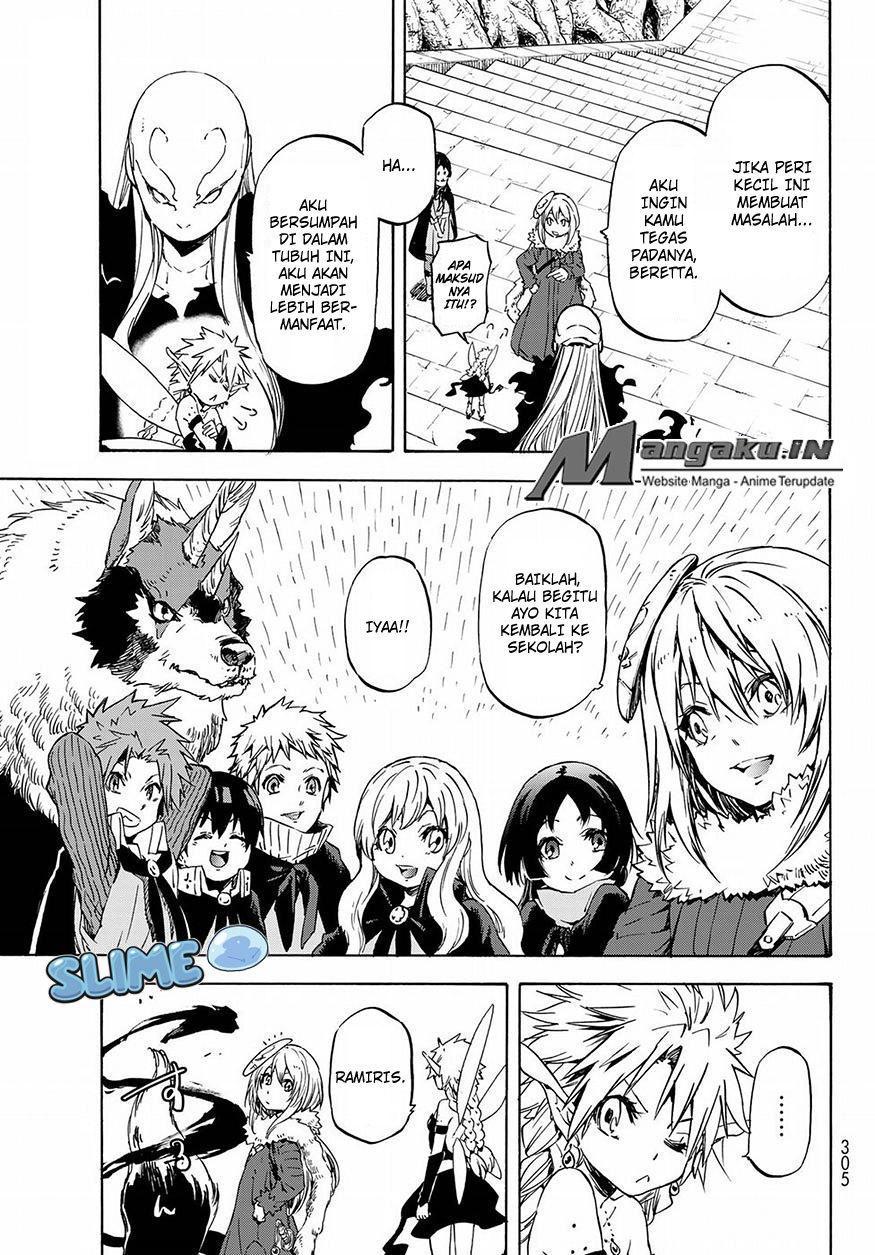 JIKA PERI
KECIL INI
MEMBUAT
MASALAH...
AKU
INGIN
KAMU
TEGAS
PADANYA,
BERETTA.
APA
MAKSUD
NYA
ITU!?
HA...
AKU
BERSUMPAH
DI DALAM
TUBUH INI,
AKU AKAN
MENJADI
LEBIH BER-
MANFAAT.
Mangaku.IN
Website Manga - Anime Terupdate
BAIKLAH,
KALAU BEGITU
AYO KITA
KEMBALI KE
SEKOLAH?
IYAA!!
SLIME
......
RAMIRIS.
305